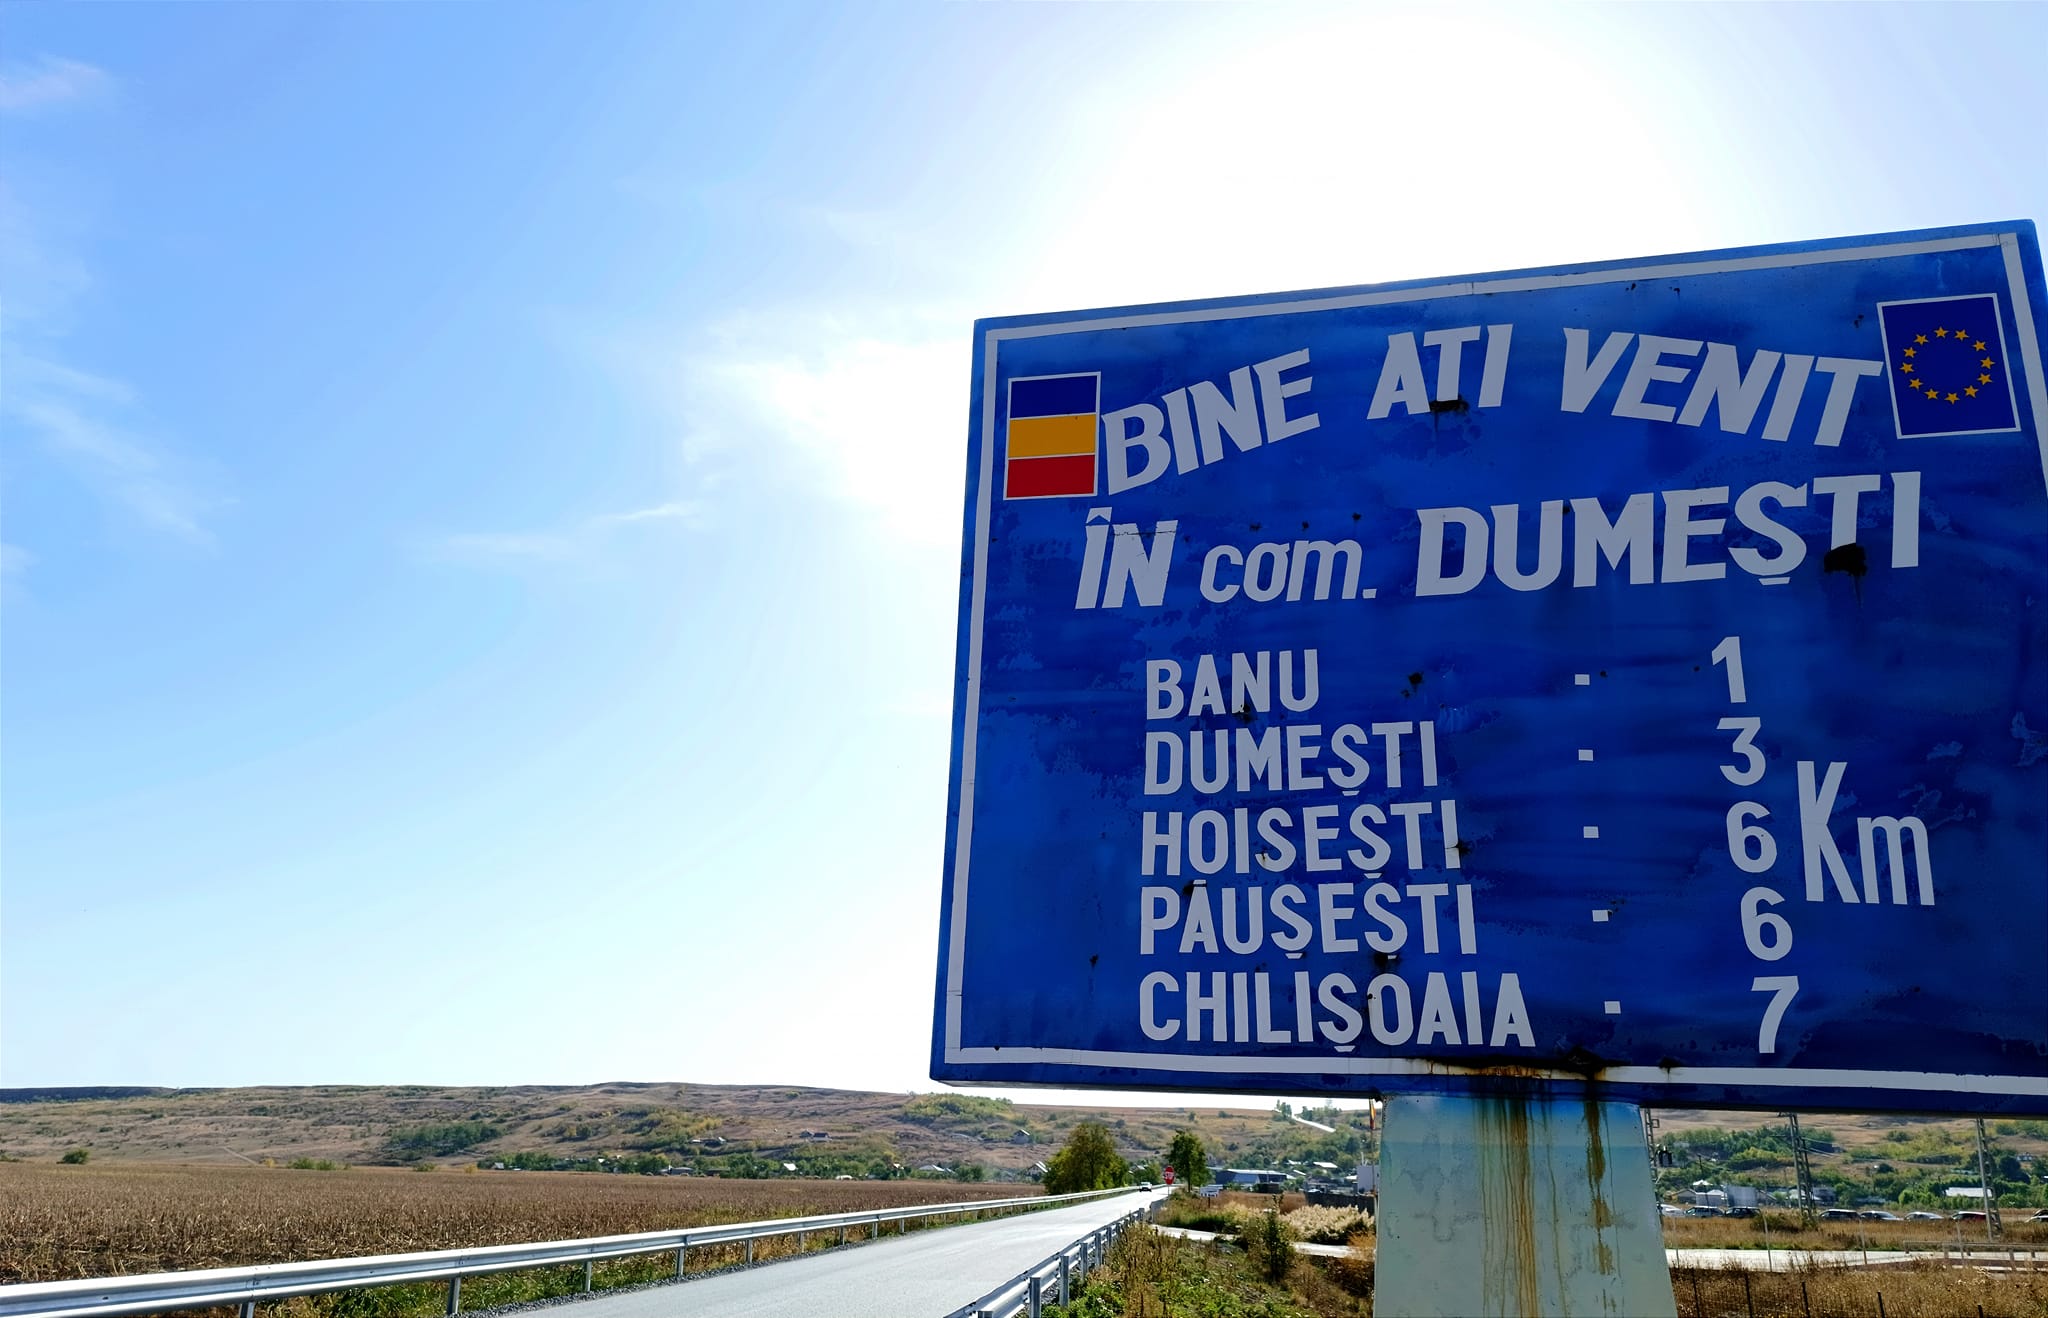 BINE ATI VENIT
ÎN com. DUMEȘTI
BANU : 1
DUMEȘTI : 3
HOISEȘTI : 6 Km
PAUȘEȘTI : 6
CHILIȘOAIA : 7